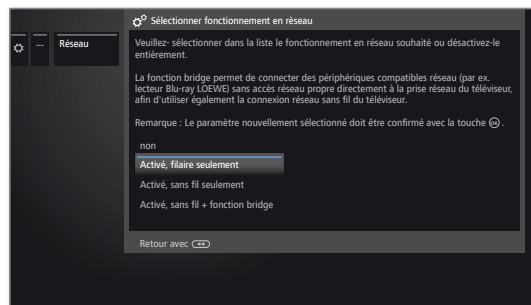 Sélectionner fonctionnement en rèseau
... Réseau
Veuillez- sélectionner dans la liste le fonctionnement en réseau souhaité ou désactivez-le
entièrement.
La fonction bridge permet de connecter des périphériques compatibles réseau (par ex.
lecteur Blu-ray LOEWE) sans accès réseau propre directement à la prise réseau du téléviseur,
afin d'utiliser également la connexion réseau sans fil du téléviseur.
Remarque : Le paramètre nouvellement sélectionné doit être confirmé avec la touche OK .
non
Activé, filaire seulement
Activé, sans fil seulement
Activé, sans fil + fonction bridge
Retour avec